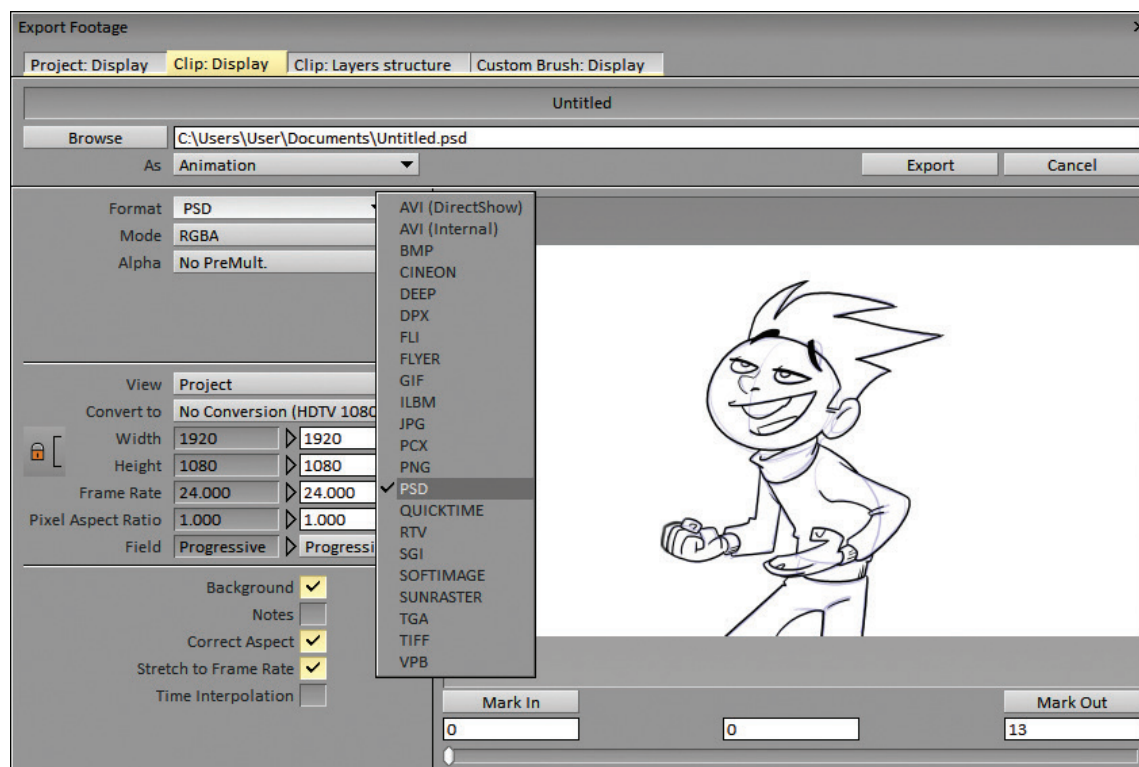 Export Footage
Project: Display Clip: Display Clip: Layers structure Custom Brush: Display
Untitled
Browse C:\Users\User\Documents\Untitled.psd
As Animation Export Cancel
Format PSD
Mode RGBA
Alpha No PreMult.
View Project
Convert to No Conversion (HDTV 1080
Width 1920 1920
Height 1080 1080
Frame Rate 24.000 24.000
Pixel Aspect Ratio 1.000 1.000
Field Progressive Progressi
Background
Notes
Correct Aspect
Stretch to Frame Rate
Time Interpolation
AVI (DirectShow)
AVI (Internal)
BMP
CINEON
DEEP
DPX
FLI
FLYER
GIF
ILBM
JPG
PCX
PNG
PSD
QUICKTIME
RTV
SGI
SOFTIMAGE
SUNRASTER
TGA
TIFF
VPB
Mark In Mark Out
0 0 13